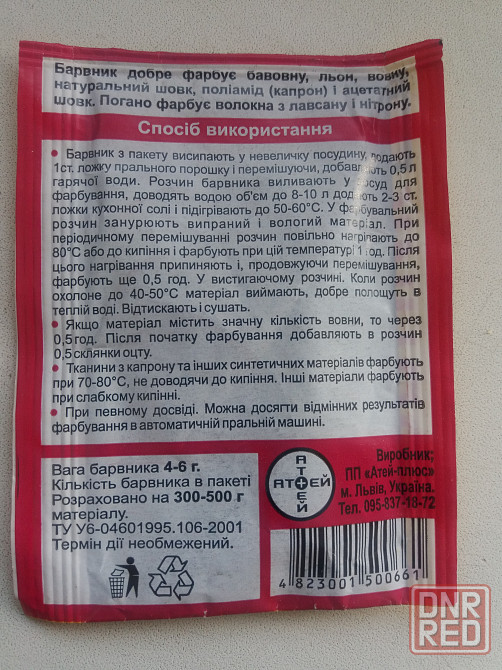 Барвник добре фарбує бавовну, льон, вовну,
натуральний шовк, поліамід (капрон) і ацетатний
шовк. Погано фарбує волокна з лавсану і нітрону.
Спосіб використання
• Барвник з пакету висипають у невеличку посудину, додають
1ст. ложку прального порошку і перемішуючи, добавляють 0,5 л
гарячої води. Розчин барвника виливають у посуд для
фарбування, доводять водою об'єм до 8-10 л додають 2-3 ст.
ложки кухонної солі і підігрівають до 50-60°С. У фарбувальний
розчин занурюють випраний і вологий матеріал. При
періодичному перемішуванні розчин повільно нагрівають до
80°С або до кипіння і фарбують при цій температурі 1 год. Після
цього нагрівання припиняють і, продовжуючи перемішування,
фарбують ще 0,5 год. У вистигаючому розчині. Коли розчин
охолоне до 40-50°С матеріал виймають, добре полощуть в
теплій воді. Відтискають і сушать.
• Якщо матеріал містить значну кількість вовни, то через
0,5 год. Після початку фарбування добавляють в розчин
0,5 склянки оцту.
• Тканини з капрону та інших синтетичних матеріалів фарбують
при 70-80°С, не доводячи до кипіння. Інші матеріали фарбують
при слабкому кипінні.
• При певному досвіді. Можна досягти відмінних результатів
фарбування в автоматичній пральній машині.
Вага барвника 4-6 г.
Кількість барвника в пакеті
Розраховано на 300-500 г
матеріалу.
ТУ У6-04601995.106-2001
Термін дії необмежений.
АТЕЙ
АТЕЙ
Виробник:
ПП «Атей-плюс»
м. Львів, Україна.
Тел. 095-837-18-72
4 823001 500661
DNR
RED